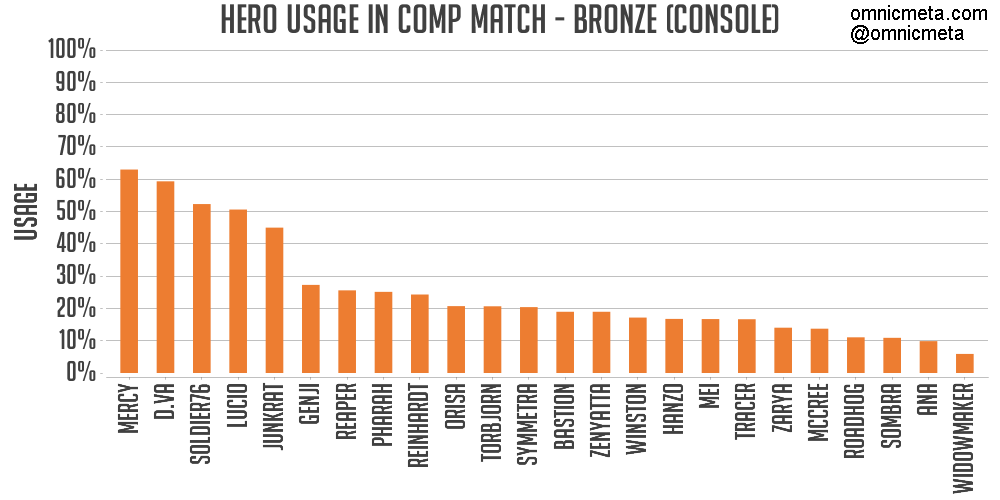 HERO USAGE IN COMP MATCH - BRONZE (CONSOLE)
omnicmeta.com
@omnicmeta
100%
90%
80%
70%
60%
50%
40%
30%
20%
10%
0%
USAGE
MERCY
D.VA
SOLDIER76
LUCIO
JUNKRAT
GENJI
REAPER
PHARAH
REINHARDT
ORISA
TORBJORN
SYMMETRA
BASTION
ZENYATTA
WINSTON
HANZO
MEI
TRACER
ZARYA
MCCREE
ROADHOG
SOMBRA
ANA
WIDOWMAKER